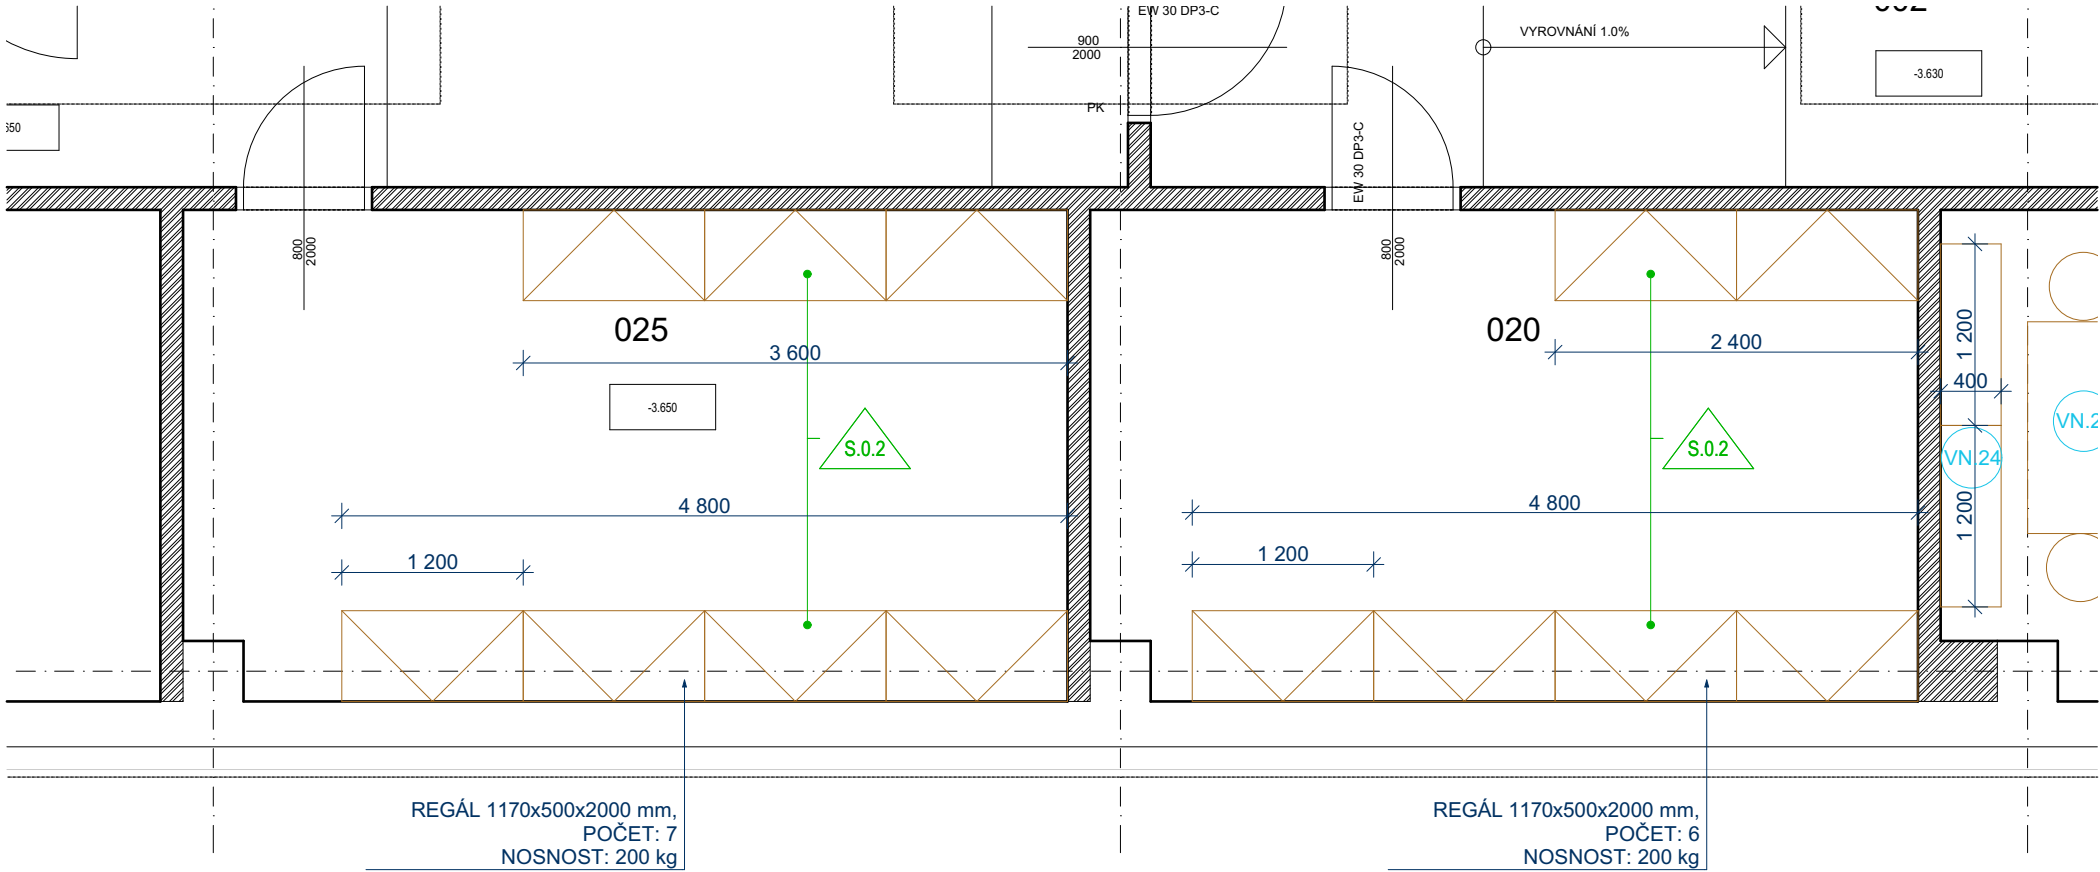 EW 30 DP3-C
900
2000
PK
VYROVNÁNÍ 1.0%
-3.630
EW 30 DP3-C
800
2000
800
2000
025
3 600
-3.650
S.0.2
4 800
1 200
020
2 400
S.0.2
4 800
1 200
1 200
400
VN.24
1 200
VN.2
REGÁL 1170x500x2000 mm,
POČET: 7
NOSNOST: 200 kg
REGÁL 1170x500x2000 mm,
POČET: 6
NOSNOST: 200 kg